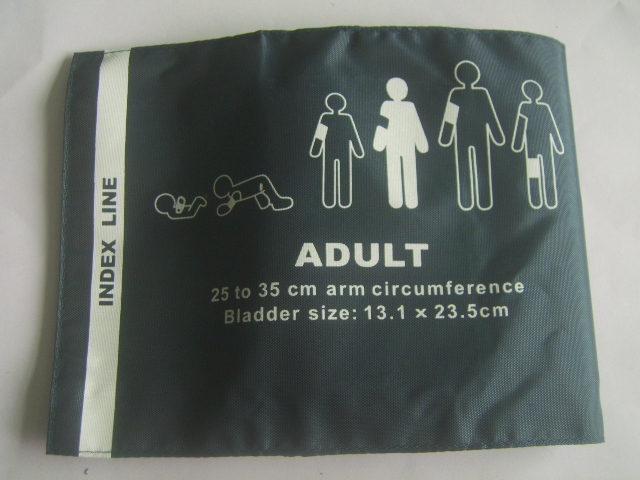 INDEX LINE
ADULT
25 to 35 cm arm circumference
Bladder size: 13.1 × 23.5cm